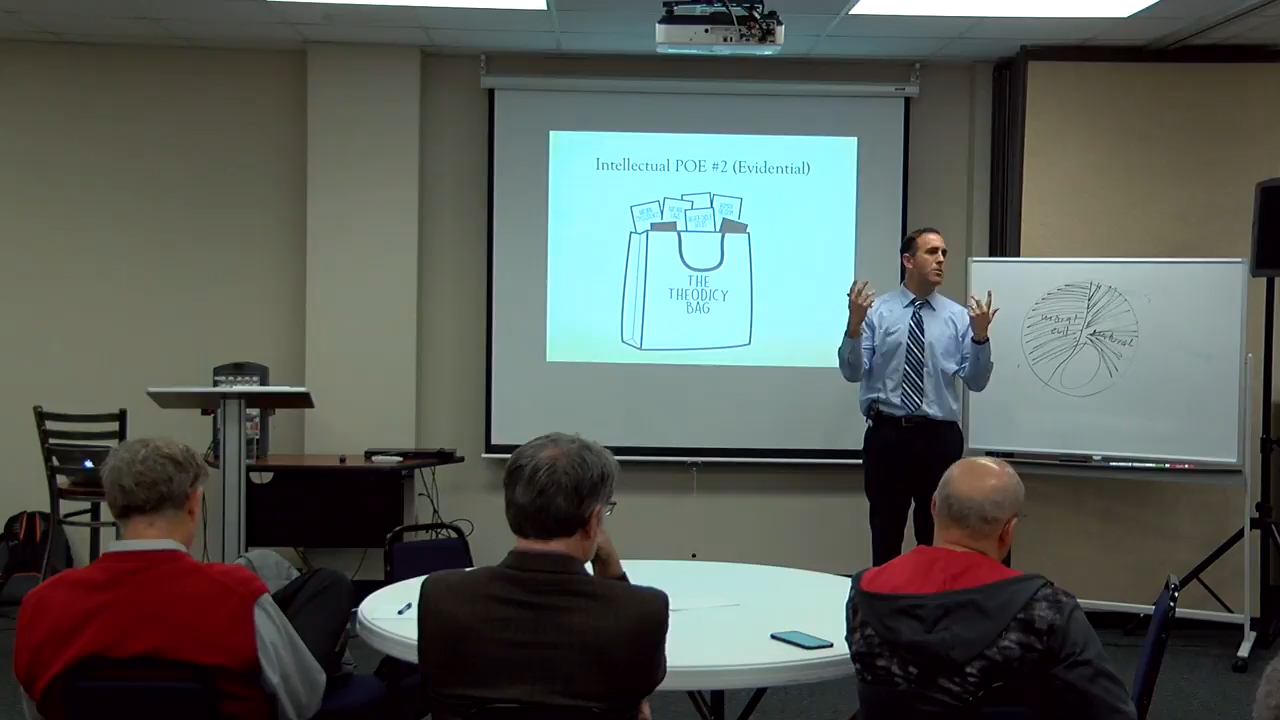 Intellectual POE #2 (Evidential)
THE
THEODICY
BAG
moral
evil
natural